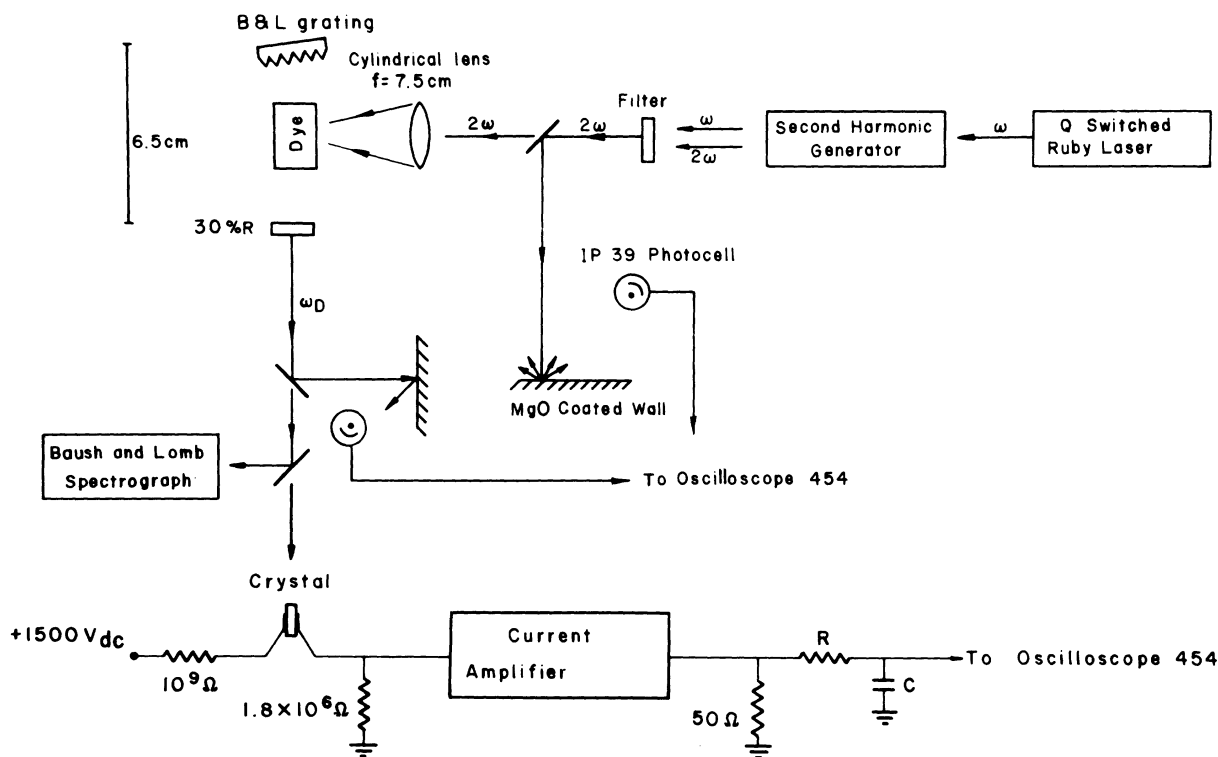 B&L grating
Cylindrical lens
f=7.5cm
Filter
6.5cm
Dye
2ω
2ω
ω
2ω
Second Harmonic
Generator
ω
Q Switched
Ruby Laser
30%R
IP 39 Photocell
ωD
MgO Coated Wall
Baush and Lomb
Spectrograph
To Oscilloscope 454
Crystal
+1500Vdc
10⁹Ω
1.8×10⁶Ω
Current
Amplifier
50Ω
R
C
To Oscilloscope 454